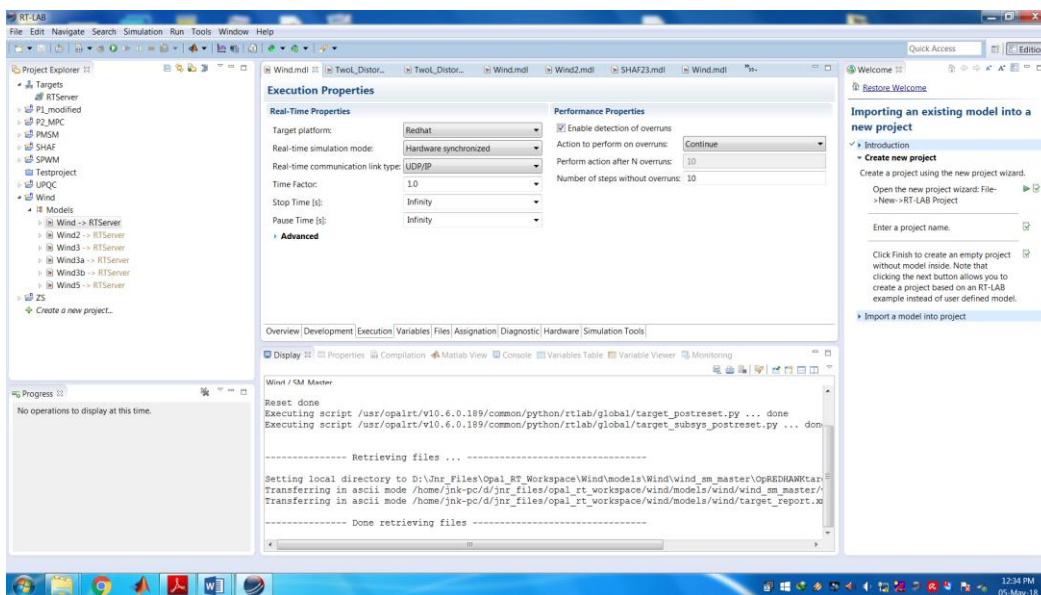 RT-LAB
File Edit Navigate Search Simulation Run Tools Window Help
Quick Access
Editio
Project Explorer
Targets
RTServer
P1_modified
P2_MPC
PMSM
SHAF
SPWM
Testproject
UPQC
Wind
Models
Wind -> RTServer
Wind2 -> RTServer
Wind3 -> RTServer
Wind3a -> RTServer
Wind3b -> RTServer
Wind5 -> RTServer
ZS
Create a new project...
Progress
No operations to display at this time.
Wind.mdl TwoL_Distor... TwoL_Distor... Wind.mdl Wind2.mdl SHAF23.mdl Wind.mdl
Execution Properties
Real-Time Properties
Target platform: Redhat
Real-time simulation mode: Hardware synchronized
Real-time communication link type: UDP/IP
Time Factor: 1.0
Stop Time [s]: Infinity
Pause Time [s]: Infinity
Advanced
Performance Properties
Enable detection of overruns
Action to perform on overruns: Continue
Perform action after N overruns: 10
Number of steps without overruns: 10
Overview Development Execution Variables Files Assignation Diagnostic Hardware Simulation Tools
Display Properties Compilation Matlab View Console Variables Table Variable Viewer Monitoring
Wind / SM_Master
Reset done
Executing script /usr/opalrt/v10.6.0.189/common/python/rtlab/global/target_postreset.py ... done
Executing script /usr/opalrt/v10.6.0.189/common/python/rtlab/global/target_subsys_postreset.py ... don
--------------- Retrieving files ... ---------------------------------
Setting local directory to D:\Jnr_Files\Opal_RT_Workspace\Wind\models\Wind\wind_sm_master\OpREDHAWKtar
Transferring in ascii mode /home/jnk-pc/d/jnr_files/opal_rt_workspace/wind/models/wind/wind_sm_master/
Transferring in ascii mode /home/jnk-pc/d/jnr_files/opal_rt_workspace/wind/models/wind/target_report.x
--------------- Done retrieving files --------------------------------
Welcome
Restore Welcome
Importing an existing model into a
new project
Introduction
Create new project
Create a project using the new project wizard.
Open the new project wizard: File-
>New->RT-LAB Project
Enter a project name.
Click Finish to create an empty project
without model inside. Note that
clicking the next button allows you to
create a project based on an RT-LAB
example instead of user defined model.
Import a model into project
12:34 PM
05-May-18